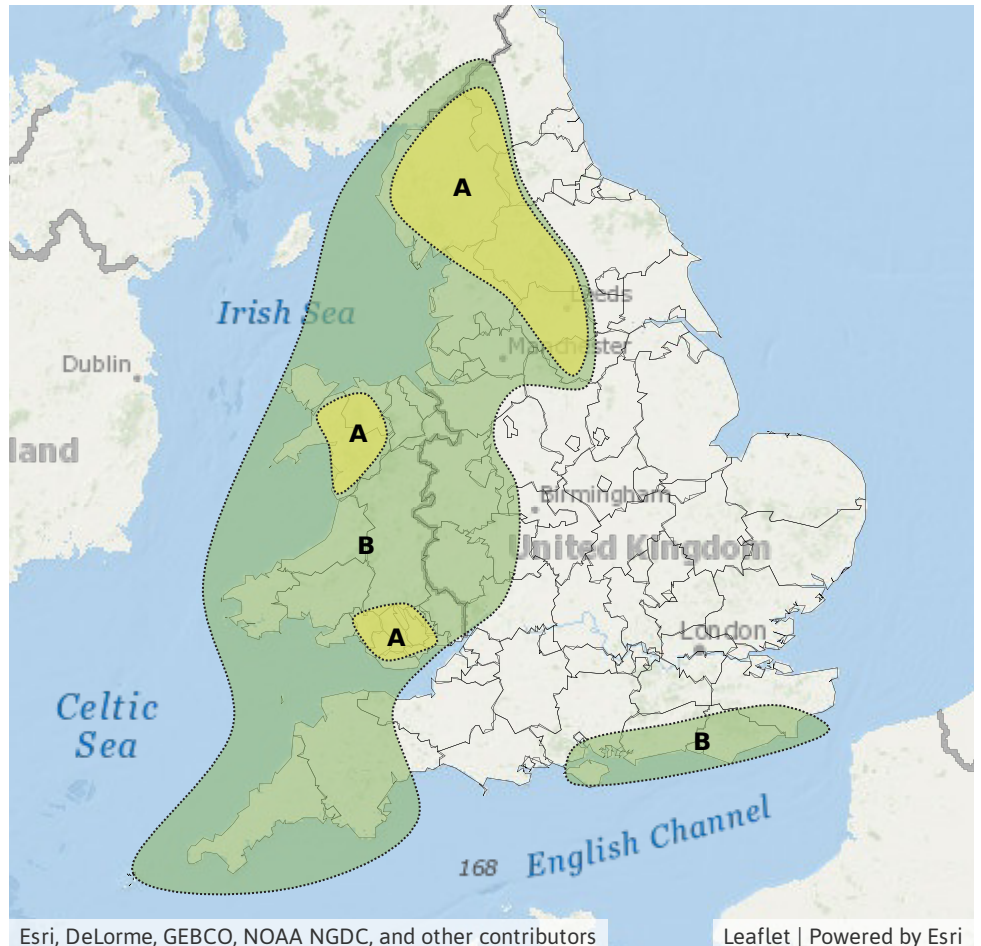 A
Leeds
Irish Sea
Manchester
Dublin
A
land
Birmingham
B
United Kingdom
London
A
Celtic
Sea
B
English Channel
168
Esri, DeLorme, GEBCO, NOAA NGDC, and other contributors
Leaflet | Powered by Esri